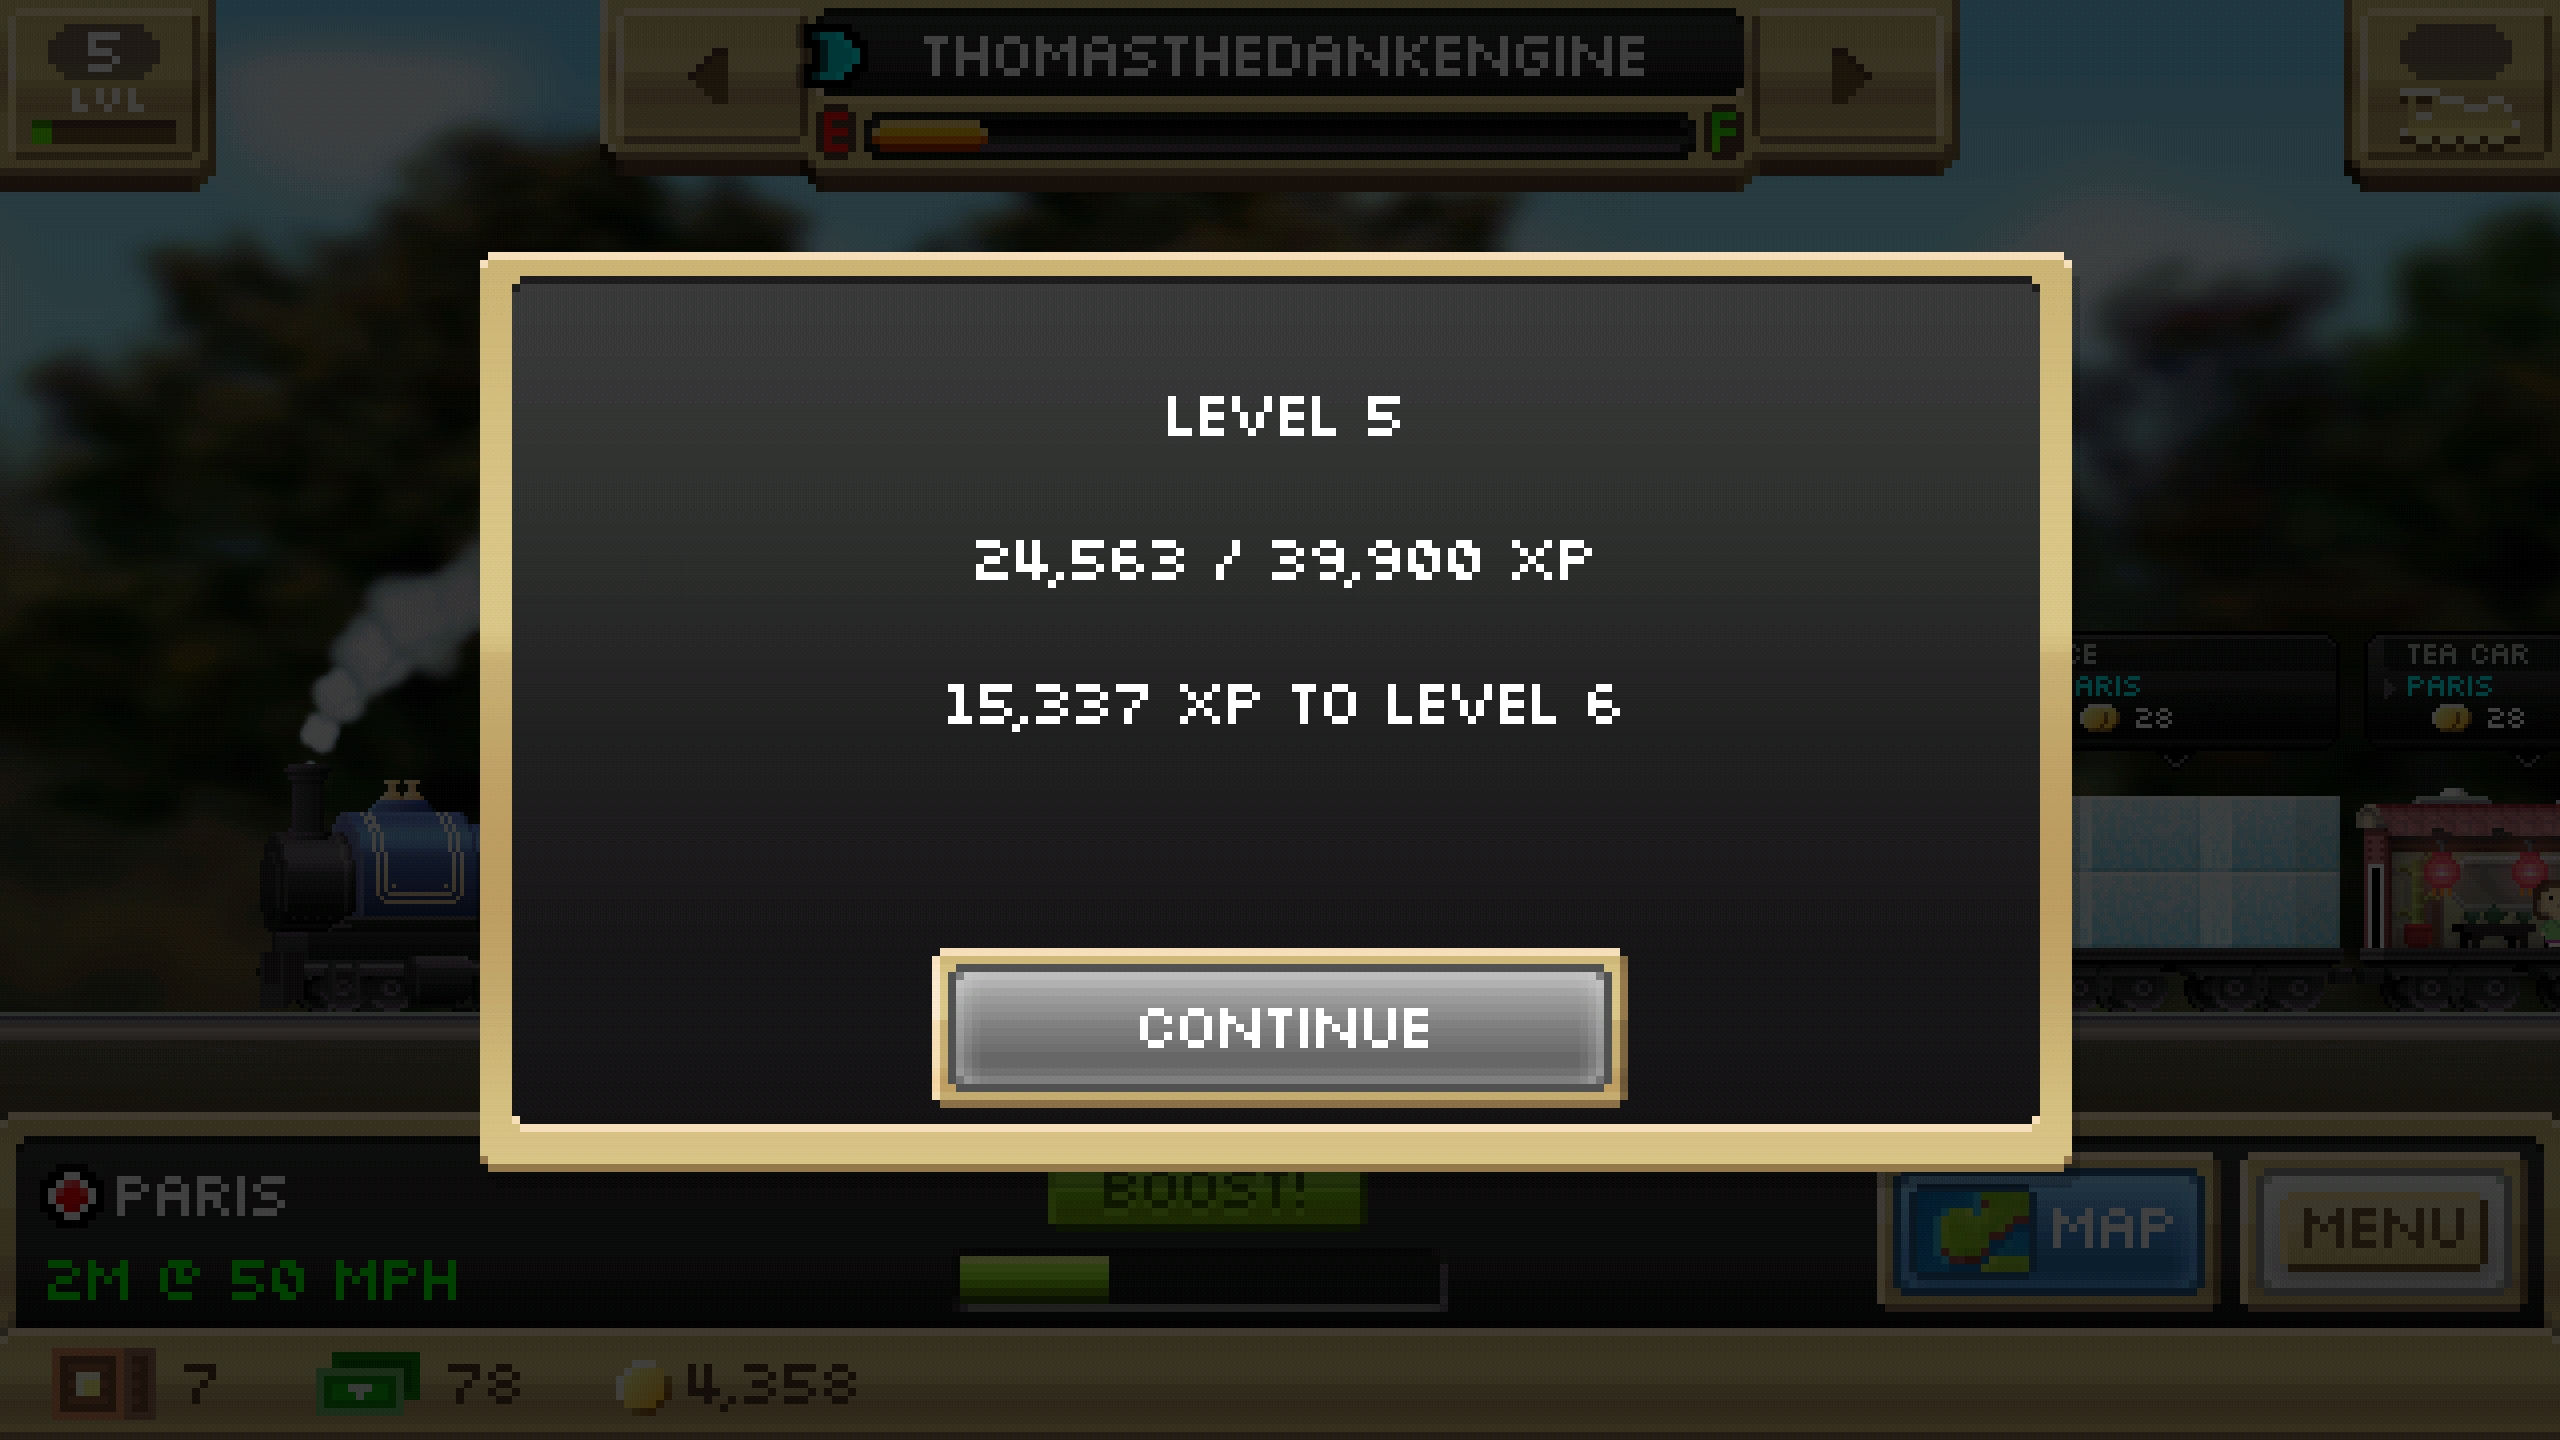 5
LVL
THOMASTHEDANKENGINE
E
F
LEVEL 5
24,563 / 39,900 XP
15,337 XP TO LEVEL 6
TEA CAR
PARIS
28
28
CONTINUE
PARIS
2M @ 50 MPH
BOOST!
MAP
MENU
7
78
4,358